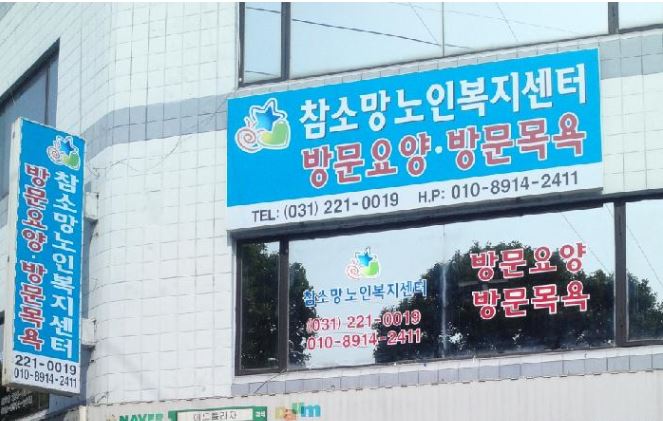 참소망노인복지센터
방문요양·방문목욕
TEL: (031) 221-0019 H.P: 010-8914-2411
참소망노인복지센터
방문요양·방문목욕
221-0019
010-8914-2411
참소망노인복지센터
(031) 221-0019
010-8914-2411
방문요양
방문목욕
NAVER
검색
Daum